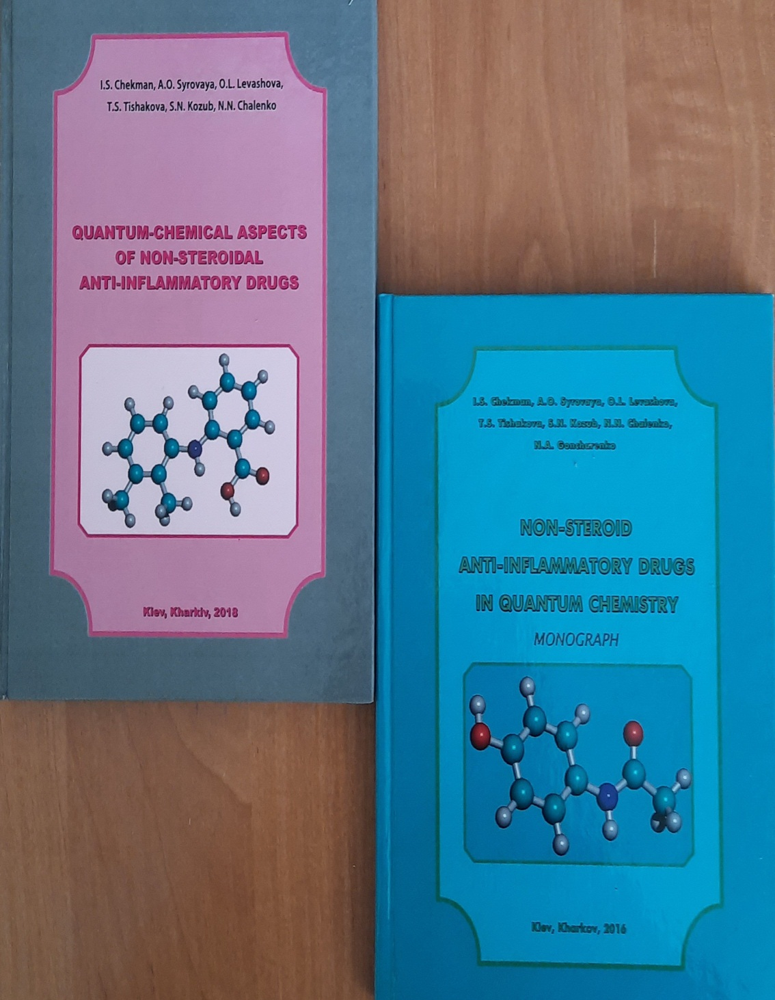 I.S. Chekman, A.O. Syrovaya, O.L. Levashova,
T.S. Tishakova, S.N. Kozub, N.N. Chalenko
QUANTUM-CHEMICAL ASPECTS
OF NON-STEROIDAL
ANTI-INFLAMMATORY DRUGS
Kiev, Kharkiv, 2018
I.S. Chekman, A.O. Syrovaya, O.L. Levashova,
T.S. Tishakova, S.N. Kozub, N.N. Chalenko,
N.A. Goncharenko
NON-STEROID
ANTI-INFLAMMATORY DRUGS
IN QUANTUM CHEMISTRY
MONOGRAPH
Kiev, Kharkov, 2016